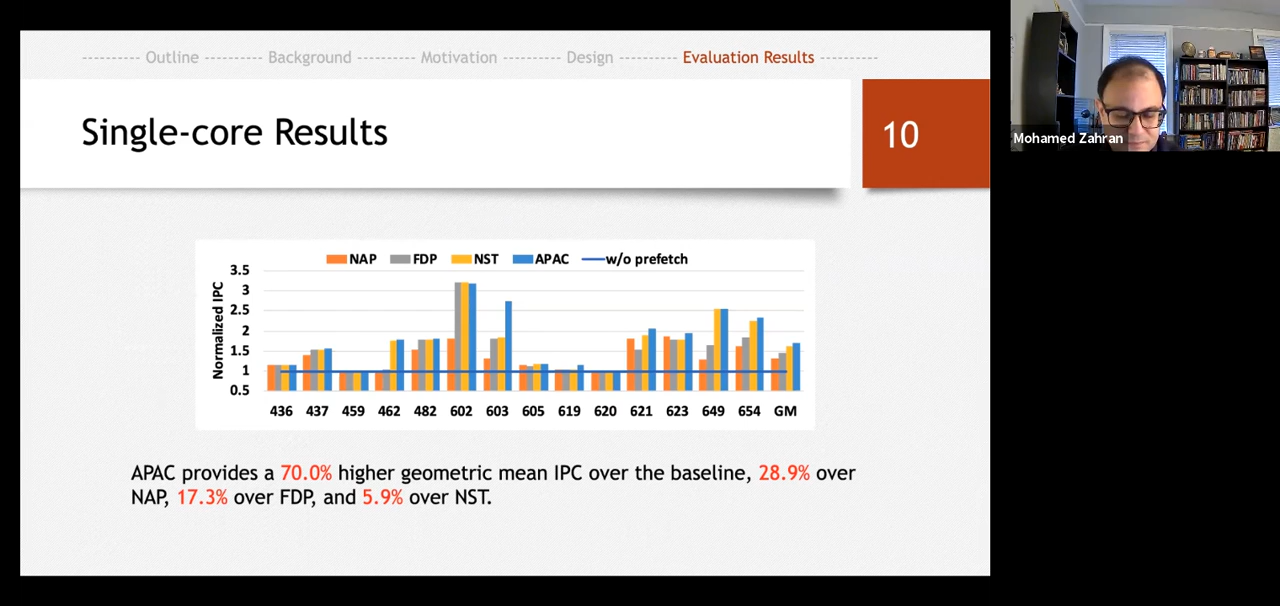 Outline Background Motivation Design Evaluation Results
Single-core Results
10
Mohamed Zahran
NAP FDP NST APAC w/o prefetch
Normalized IPC
3.5
3
2.5
2
1.5
1
0.5
436 437 459 462 482 602 603 605 619 620 621 623 649 654 GM
APAC provides a 70.0% higher geometric mean IPC over the baseline, 28.9% over
NAP, 17.3% over FDP, and 5.9% over NST.